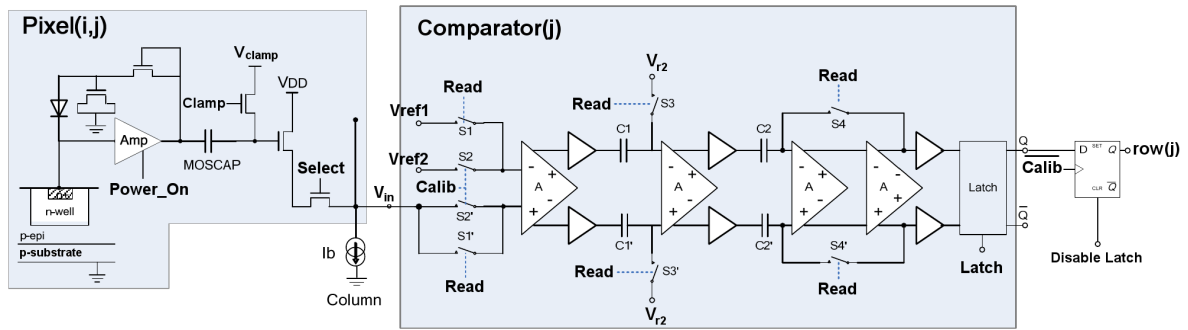 Pixel(i,j)
Vclamp
VDD
Clamp
Amp
MOSCAP
Power_On
Select
n+
n-well
p-epi
p-substrate
Ib
Column
Vin
Comparator(j)
Read
Vref1
S1
Vref2
S2
Calib
S2'
S1'
Read
- +
A
+ -
Vr2
Read
S3
C1
C1'
Read
S3'
Vr2
- +
A
+ -
C2
C2'
Read
S4
- +
A
+ -
- +
A
+ -
S4'
Read
Latch
Latch
Q
Q̅
Calib
D SET Q
CLR Q̅
row(j)
Disable Latch